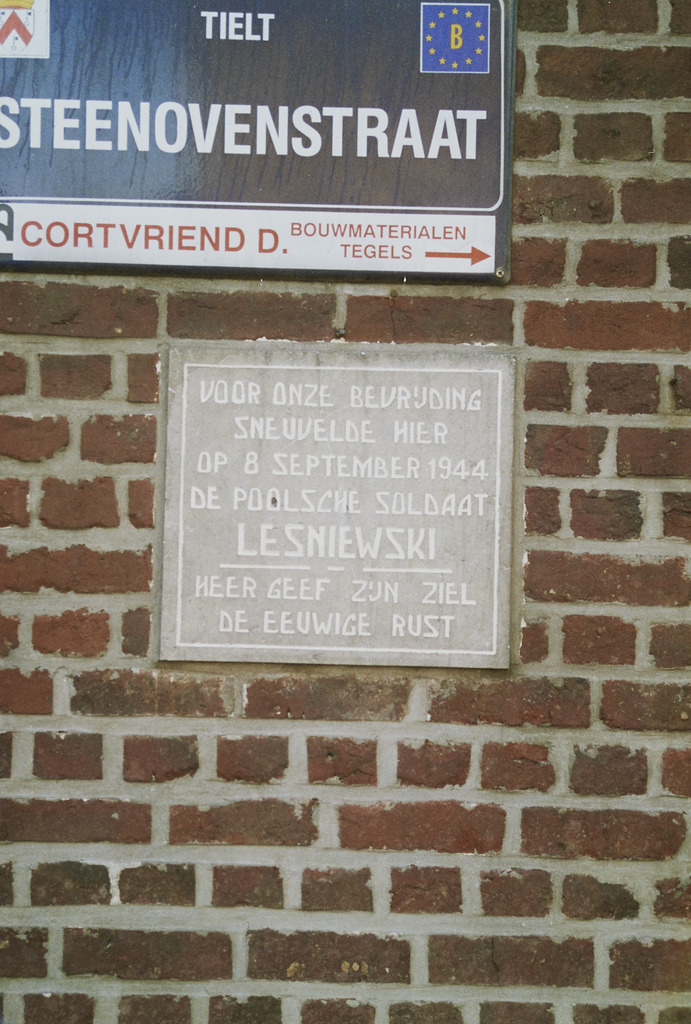 TIELT
B
STEENOVENSTRAAT
CORTVRIEND D.
BOUWMATERIALEN
TEGELS
VOOR ONZE BEVRIJDING
SNEUVELDE HIER
OP 8 SEPTEMBER 1944
DE POOLSCHE SOLDAAT
LESNIEWSKI
HEER GEEF ZIJN ZIEL
DE EEUWIGE RUST